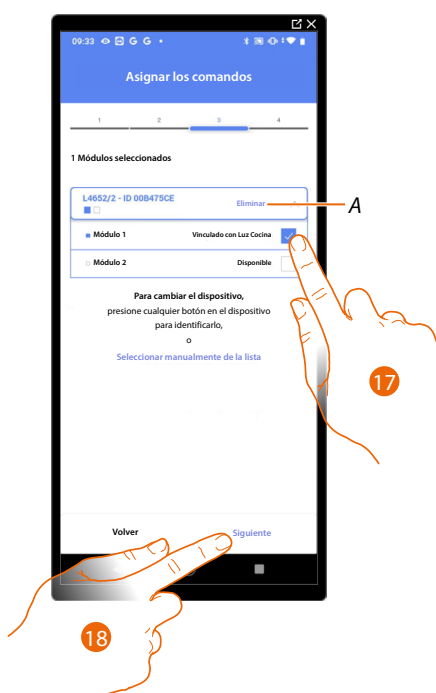 09:33 G G
Asignar los comandos
1 2 3 4
1 Módulos seleccionados
L4652/2 - ID 00B475CE
Eliminar
A
Módulo 1 Vinculado con Luz Cocina
Módulo 2 Disponible
Para cambiar el dispositivo,
presione cualquier botón en el dispositivo
para identificarlo,
o
Seleccionar manualmente de la lista
17
Volver Siguiente
18